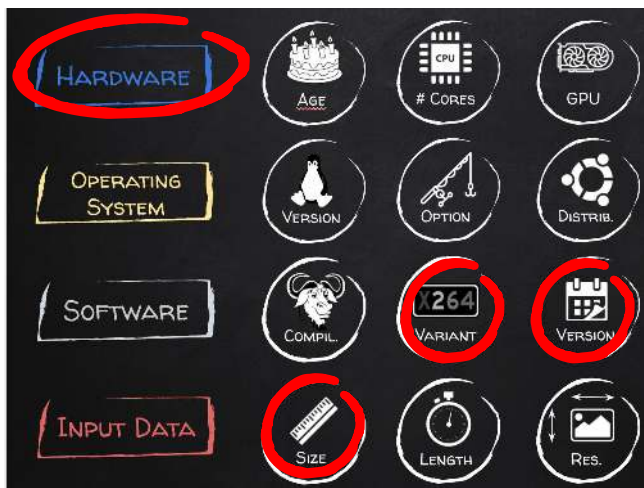 HARDWARE
AGE
CPU
# CORES
GPU
OPERATING
SYSTEM
VERSION
OPTION
DISTRIB.
SOFTWARE
COMPIL.
X264
VARIANT
VERSION
INPUT DATA
SIZE
LENGTH
RES.